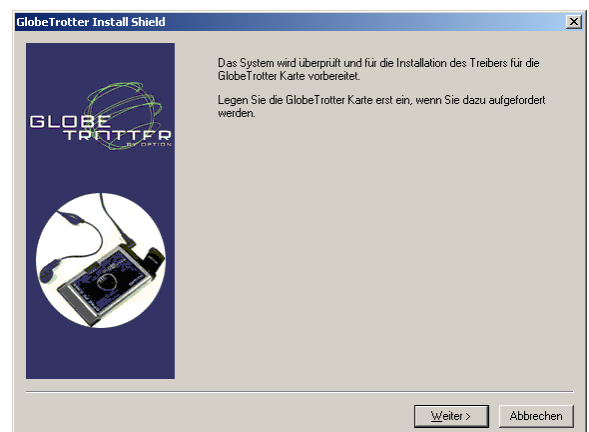 GlobeTrotter Install Shield
Das System wird überprüft und für die Installation des Treibers für die
GlobeTrotter Karte vorbereitet.
Legen Sie die GlobeTrotter Karte erst ein, wenn Sie dazu aufgefordert
werden.
GLOBE
TROTTER
BY OPTION
Weiter >
Abbrechen